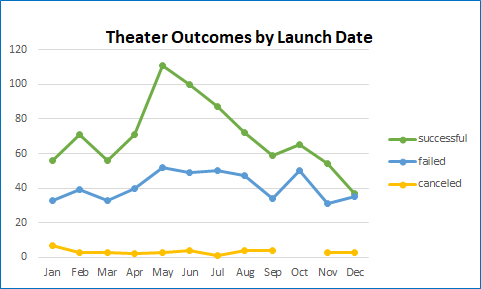 Theater Outcomes by Launch Date
120
100
80
60
40
20
0
Jan Feb Mar Apr May Jun Jul Aug Sep Oct Nov Dec
successful
failed
canceled